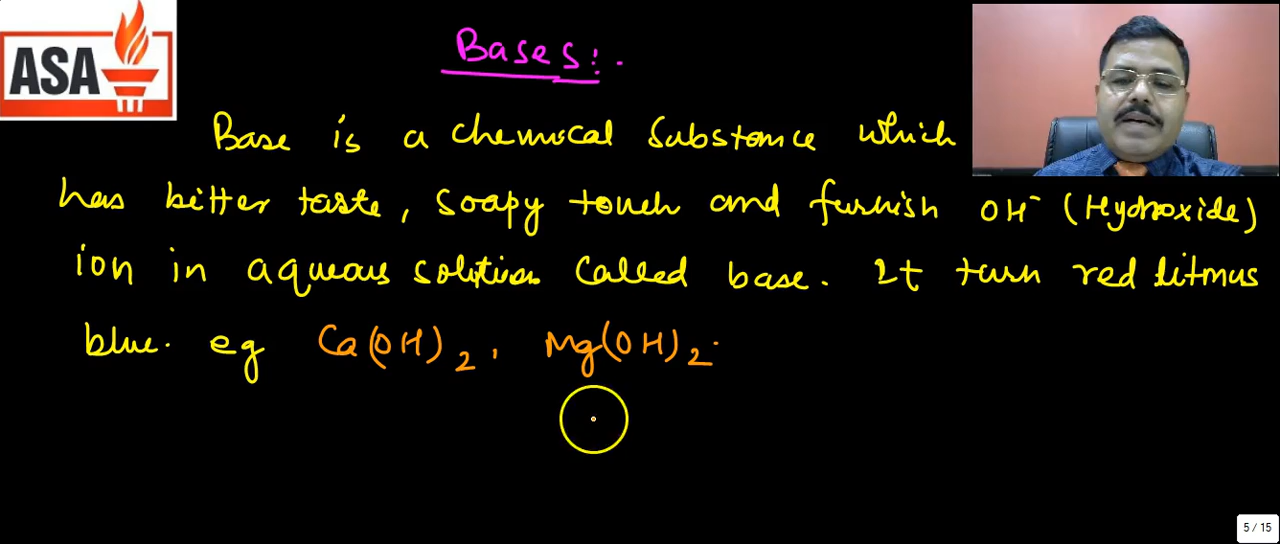 ASA
Bases:.
Base is a chemical substance which
has bitter taste, soapy touch and furnish OH⁻ (Hydroxide)
ion in aqueous solution called base. It turn red litmus
blue. eg Ca(OH)₂, Mg(OH)₂.
5 / 15